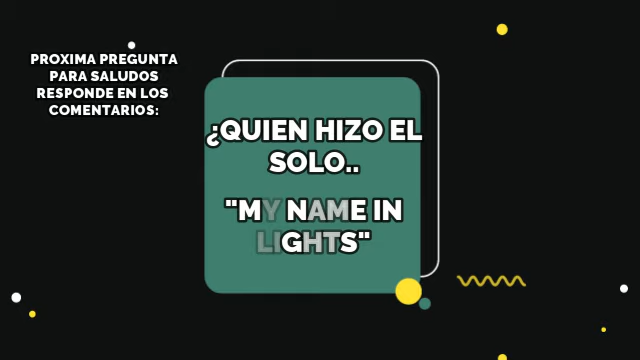 PROXIMA PREGUNTA
PARA SALUDOS
RESPONDE EN LOS
COMENTARIOS:
¿QUIEN HIZO EL
SOLO..
"MY NAME IN
LIGHTS"